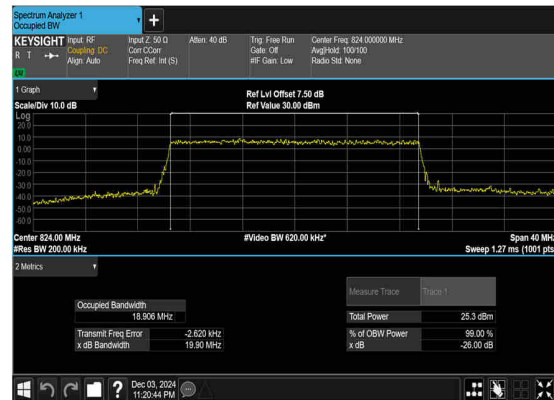 Spectrum Analyzer 1
Occupied BW
KEYSIGHT
R T
Input: RF
Coupling: DC
Align: Auto
Input Z: 50 Ω
Corr CCorr
Freq Ref: Int (S)
Atten: 40 dB
Trig: Free Run
Gate: Off
#IF Gain: Low
Center Freq: 824.000000 MHz
Avg|Hold: 100/100
Radio Std: None
1 Graph
Scale/Div 10.0 dB
Ref Lvl Offset 7.50 dB
Ref Value 30.00 dBm
Log
20.0
10.0
0.00
-10.0
-20.0
-30.0
-40.0
-50.0
-60.0
Center 824.00 MHz
#Res BW 200.00 kHz
#Video BW 620.00 kHz*
Span 40 MHz
Sweep 1.27 ms (1001 pts)
2 Metrics
Measure Trace
Trace 1
Occupied Bandwidth
18.906 MHz
Total Power
25.3 dBm
Transmit Freq Error
-2.620 kHz
% of OBW Power
99.00 %
x dB Bandwidth
19.90 MHz
x dB
-26.00 dB
?
Dec 03, 2024
11:20:44 PM